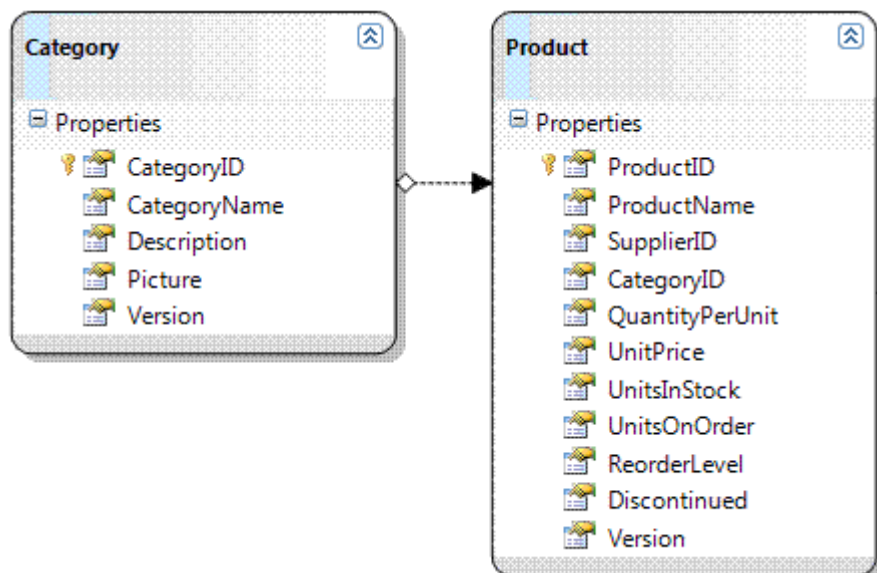 Category
Properties
CategoryID
CategoryName
Description
Picture
Version
Product
Properties
ProductID
ProductName
SupplierID
CategoryID
QuantityPerUnit
UnitPrice
UnitsInStock
UnitsOnOrder
ReorderLevel
Discontinued
Version